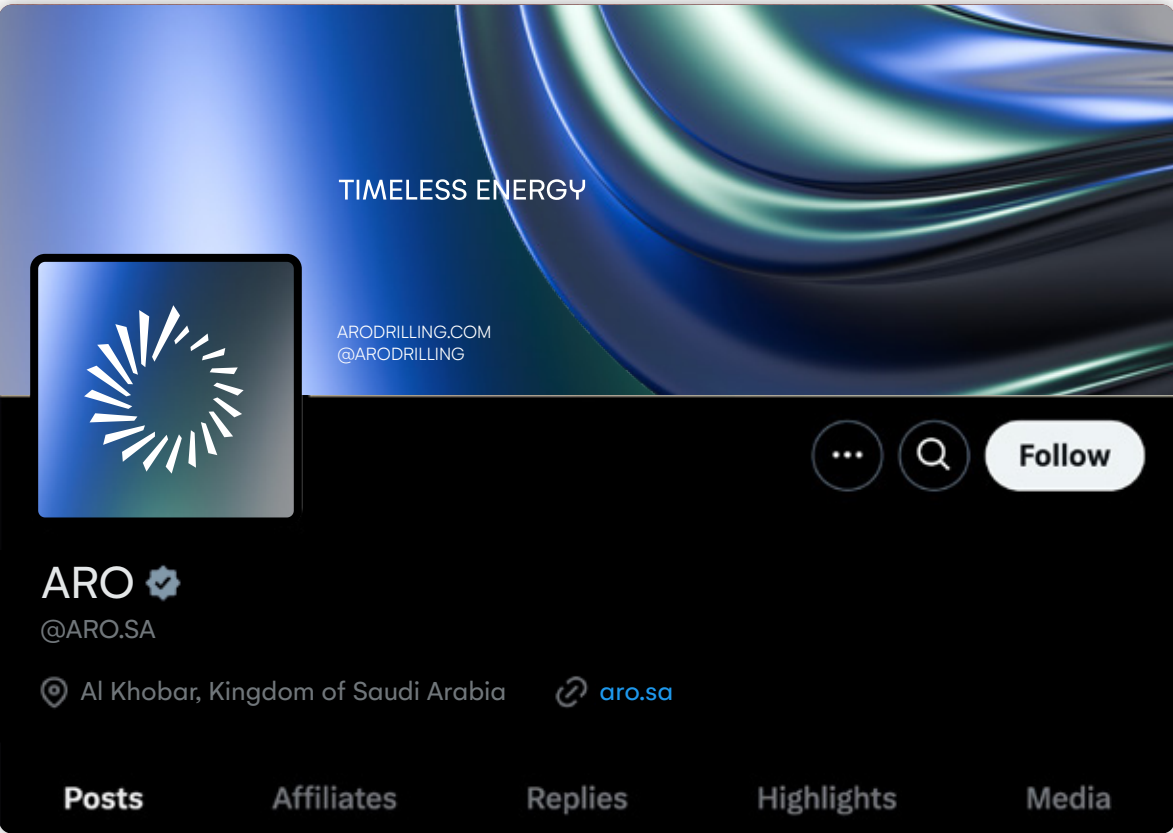 TIMELESS ENERGY
ARODRILLING.COM
@ARODRILLING
Follow
ARO
@ARO.SA
Al Khobar, Kingdom of Saudi Arabia aro.sa
Posts Affiliates Replies Highlights Media